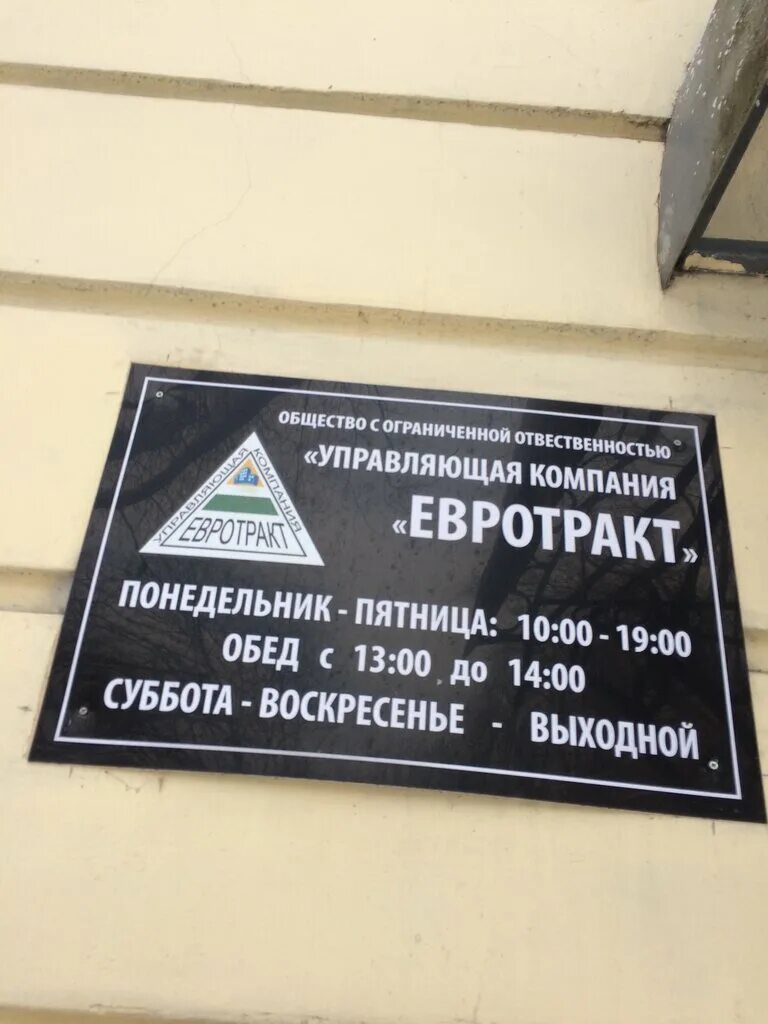 ОБЩЕСТВО С ОГРАНИЧЕННОЙ ОТВЕСТВЕННОСТЬЮ
«УПРАВЛЯЮЩАЯ КОМПАНИЯ
«ЕВРОТРАКТ»
УПРАВЛЯЮЩАЯ КОМПАНИЯ
ЕВРОТРАКТ
ПОНЕДЕЛЬНИК - ПЯТНИЦА: 10:00 - 19:00
ОБЕД с 13:00 до 14:00
СУББОТА - ВОСКРЕСЕНЬЕ - ВЫХОДНОЙ